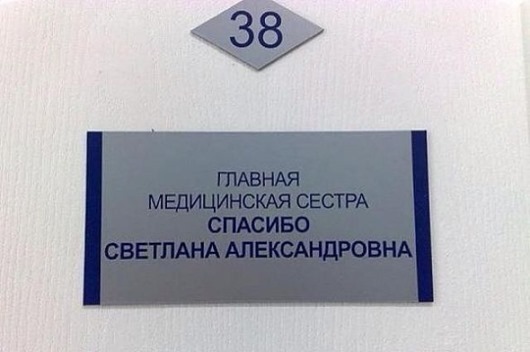 38
ГЛАВНАЯ
МЕДИЦИНСКАЯ СЕСТРА
СПАСИБО
СВЕТЛАНА АЛЕКСАНДРОВНА